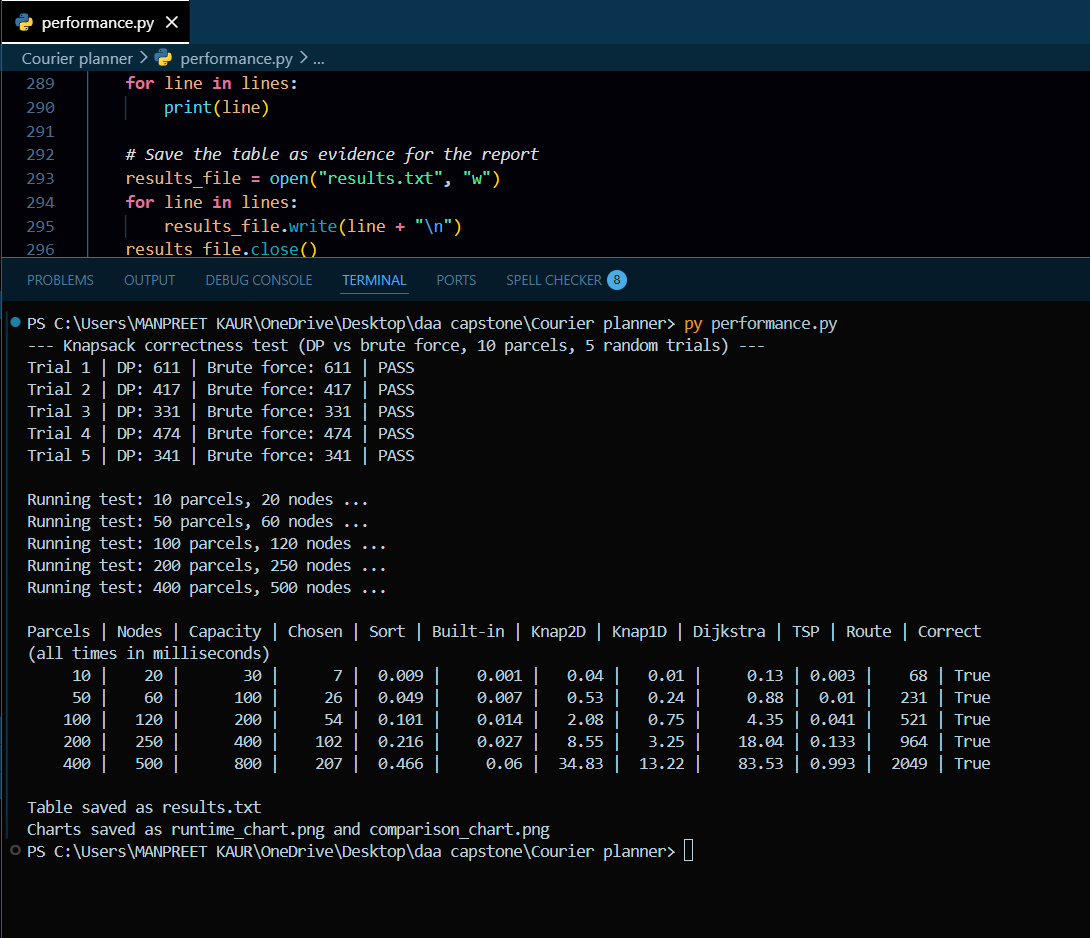 performance.py
Courier planner > performance.py > ...
289 for line in lines:
290 print(line)
291
292 # Save the table as evidence for the report
293 results_file = open("results.txt", "w")
294 for line in lines:
295 results_file.write(line + "\n")
296 results_file.close()
PROBLEMS OUTPUT DEBUG CONSOLE TERMINAL PORTS SPELL CHECKER 8
PS C:\Users\MANPREET KAUR\OneDrive\Desktop\daa capstone\Courier planner> py performance.py
--- Knapsack correctness test (DP vs brute force, 10 parcels, 5 random trials) ---
Trial 1 | DP: 611 | Brute force: 611 | PASS
Trial 2 | DP: 417 | Brute force: 417 | PASS
Trial 3 | DP: 331 | Brute force: 331 | PASS
Trial 4 | DP: 474 | Brute force: 474 | PASS
Trial 5 | DP: 341 | Brute force: 341 | PASS
Running test: 10 parcels, 20 nodes ...
Running test: 50 parcels, 60 nodes ...
Running test: 100 parcels, 120 nodes ...
Running test: 200 parcels, 250 nodes ...
Running test: 400 parcels, 500 nodes ...
Parcels | Nodes | Capacity | Chosen | Sort | Built-in | Knap2D | Knap1D | Dijkstra | TSP | Route | Correct
(all times in milliseconds)
10 | 20 | 30 | 7 | 0.009 | 0.001 | 0.04 | 0.01 | 0.13 | 0.003 | 68 | True
50 | 60 | 100 | 26 | 0.049 | 0.007 | 0.53 | 0.24 | 0.88 | 0.01 | 231 | True
100 | 120 | 200 | 54 | 0.101 | 0.014 | 2.08 | 0.75 | 4.35 | 0.041 | 521 | True
200 | 250 | 400 | 102 | 0.216 | 0.027 | 8.55 | 3.25 | 18.04 | 0.133 | 964 | True
400 | 500 | 800 | 207 | 0.466 | 0.06 | 34.83 | 13.22 | 83.53 | 0.993 | 2049 | True
Table saved as results.txt
Charts saved as runtime_chart.png and comparison_chart.png
PS C:\Users\MANPREET KAUR\OneDrive\Desktop\daa capstone\Courier planner>